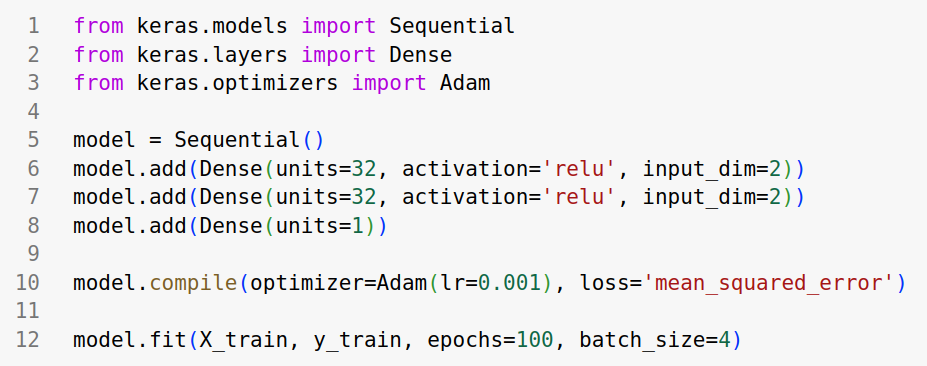 1 from keras.models import Sequential
2 from keras.layers import Dense
3 from keras.optimizers import Adam
4
5 model = Sequential()
6 model.add(Dense(units=32, activation='relu', input_dim=2))
7 model.add(Dense(units=32, activation='relu', input_dim=2))
8 model.add(Dense(units=1))
9
10 model.compile(optimizer=Adam(lr=0.001), loss='mean_squared_error')
11
12 model.fit(X_train, y_train, epochs=100, batch_size=4)